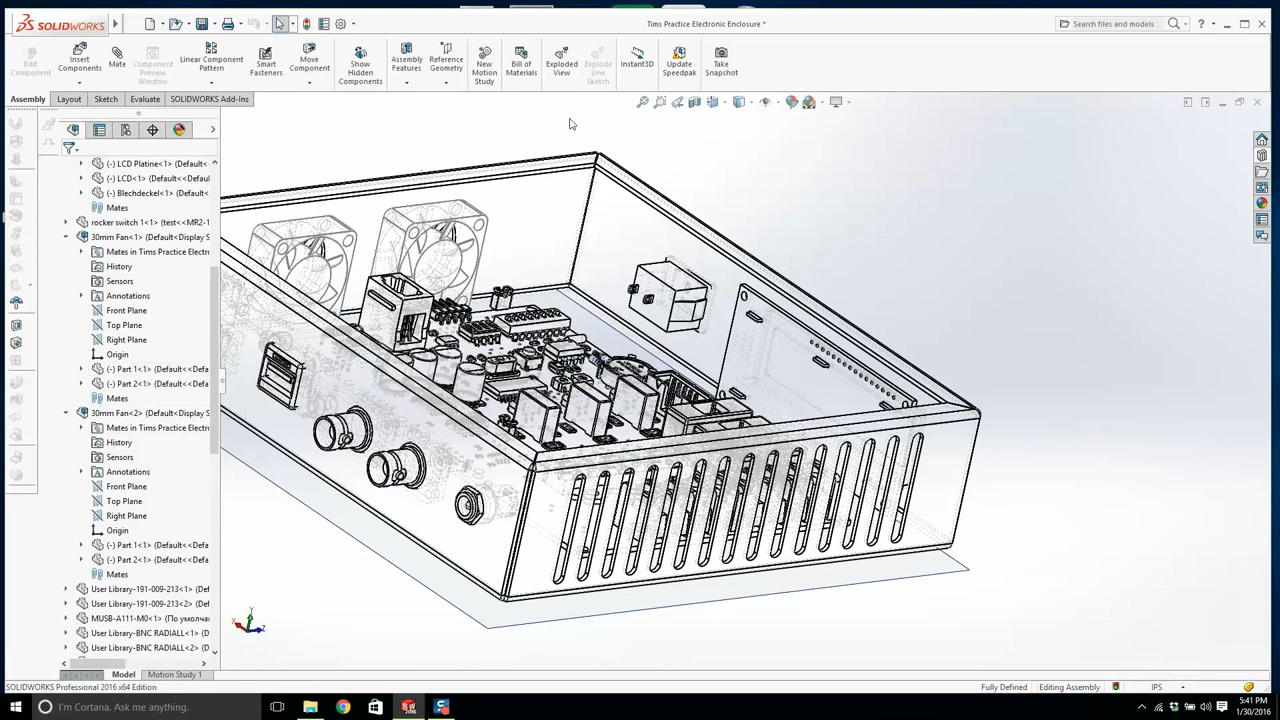 SOLIDWORKS
Tims Practice Electronic Enclosure *
Search files and models
Edit Component
Insert Components
Mate
Component Preview Window
Linear Component Pattern
Smart Fasteners
Move Component
Show Hidden Components
Assembly Features
Reference Geometry
New Motion Study
Bill of Materials
Exploded View
Explode Line Sketch
Instant3D
Update Speedpak
Take Snapshot
Assembly
Layout
Sketch
Evaluate
SOLIDWORKS Add-Ins
(-) LCD Platine<1> (Default<
(-) LCD<1> (Default<<Defau
(-) Blechdeckel<1> (Default<
Mates
rocker switch 1<1> (test<<MR2-1
30mm Fan<1> (Default<Display S
Mates in Tims Practice Electro
History
Sensors
Annotations
Front Plane
Top Plane
Right Plane
Origin
(-) Part 1<1> (Default<<Defa
(-) Part 2<1> (Default<<Defa
Mates
30mm Fan<2> (Default<Display S
Mates in Tims Practice Electro
History
Sensors
Annotations
Front Plane
Top Plane
Right Plane
Origin
(-) Part 1<1> (Default<<Defa
(-) Part 2<1> (Default<<Defa
Mates
User Library-191-009-213<1> (De
User Library-191-009-213<2> (De
MUSB-A111-M0<1> (По умолча
User Library-BNC RADIALL<1> (D
User Library-BNC RADIALL<2> (D
Y
X
Z
Model
Motion Study 1
SOLIDWORKS Professional 2016 x64 Edition
Fully Defined
Editing Assembly
IPS
I'm Cortana. Ask me anything.
5:41 PM
1/30/2016